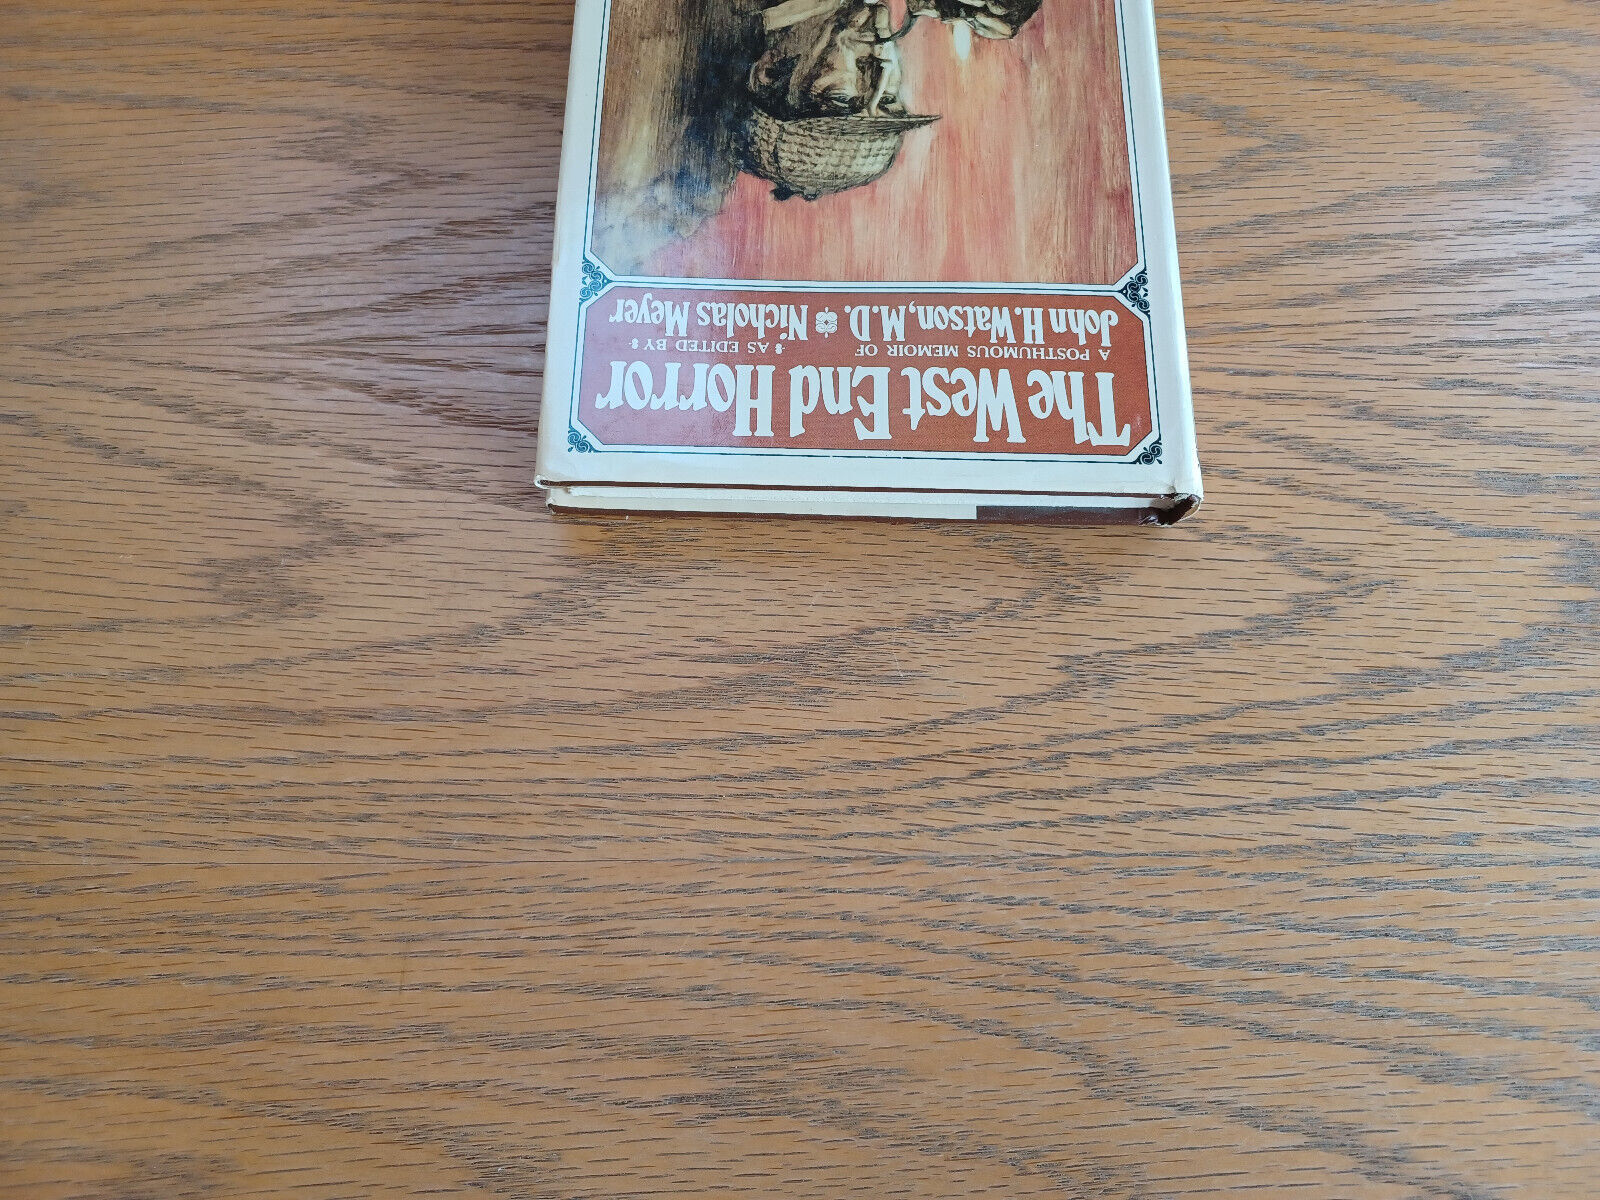 The West End Horror
A POSTHUMOUS MEMOIR OF
John H. Watson, M.D.
AS EDITED BY
Nicholas Meyer